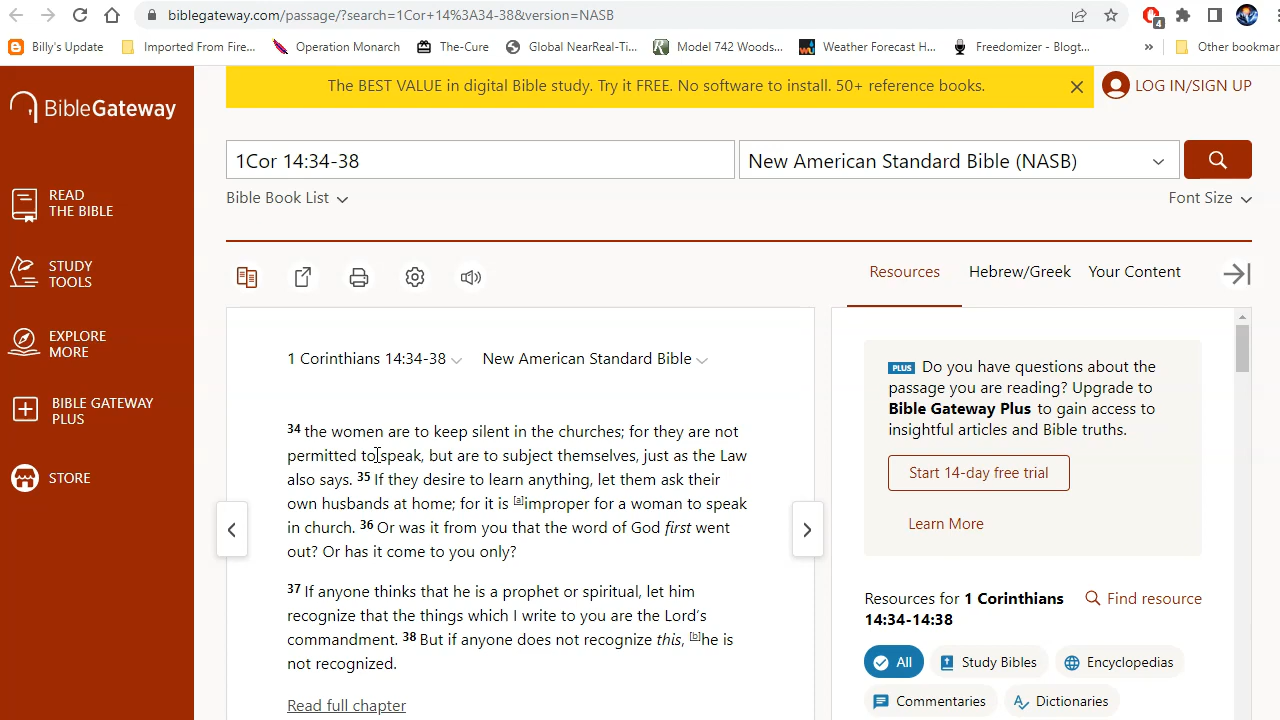 biblegateway.com/passage/?search=1Cor+14%3A34-38&version=NASB
4
Billy's Update
Imported From Fire...
Operation Monarch
The-Cure
Global NearReal-Ti...
Model 742 Woods...
Weather Forecast H...
Freedomizer - Blogt...
»
Other bookmar
BibleGateway
The BEST VALUE in digital Bible study. Try it FREE. No software to install. 50+ reference books.
LOG IN/SIGN UP
1Cor 14:34-38
New American Standard Bible (NASB)
Bible Book List
Font Size
READ
THE BIBLE
STUDY
TOOLS
EXPLORE
MORE
BIBLE GATEWAY
PLUS
STORE
Resources
Hebrew/Greek
Your Content
1 Corinthians 14:34-38
New American Standard Bible
34 the women are to keep silent in the churches; for they are not
permitted to speak, but are to subject themselves, just as the Law
also says. 35 If they desire to learn anything, let them ask their
own husbands at home; for it is [a]improper for a woman to speak
in church. 36 Or was it from you that the word of God first went
out? Or has it come to you only?
37 If anyone thinks that he is a prophet or spiritual, let him
recognize that the things which I write to you are the Lord's
commandment. 38 But if anyone does not recognize this, [b]he is
not recognized.
Read full chapter
PLUS Do you have questions about the
passage you are reading? Upgrade to
Bible Gateway Plus to gain access to
insightful articles and Bible truths.
Start 14-day free trial
Learn More
Resources for 1 Corinthians
14:34-14:38
Find resource
All
Study Bibles
Encyclopedias
Commentaries
Dictionaries